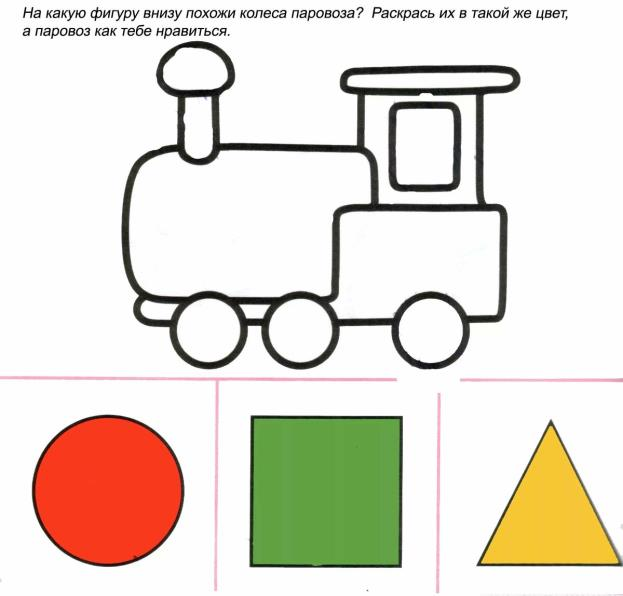 На какую фигуру внизу похожи колеса паровоза?  Раскрась их в такой же цвет,
а паровоз как тебе нравиться.